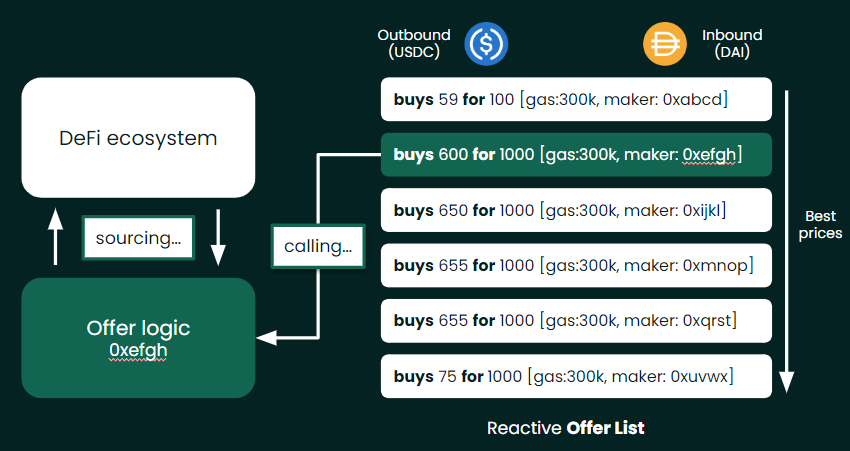 Outbound
(USDC)
Inbound
(DAI)
DeFi ecosystem
sourcing...
Offer logic
0xefgh
calling...
buys 59 for 100 [gas:300k, maker: 0xabcd]
buys 600 for 1000 [gas:300k, maker: 0xefgh]
buys 650 for 1000 [gas:300k, maker: 0xijkl]
buys 655 for 1000 [gas:300k, maker: 0xmnop]
buys 655 for 1000 [gas:300k, maker: 0xqrst]
buys 75 for 1000 [gas:300k, maker: 0xuvwx]
Best
prices
Reactive Offer List